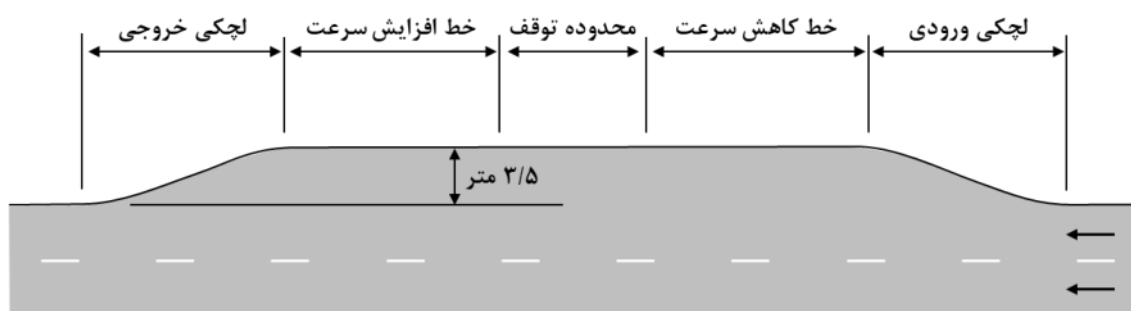 لچکی ورودی
خط کاهش سرعت
محدوده توقف
خط افزایش سرعت
لچکی خروجی
۳/۵ متر